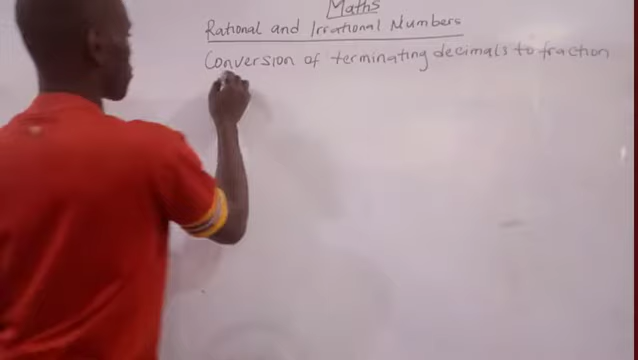 Maths
Rational and Irrational Numbers
Conversion of terminating decimals to fraction